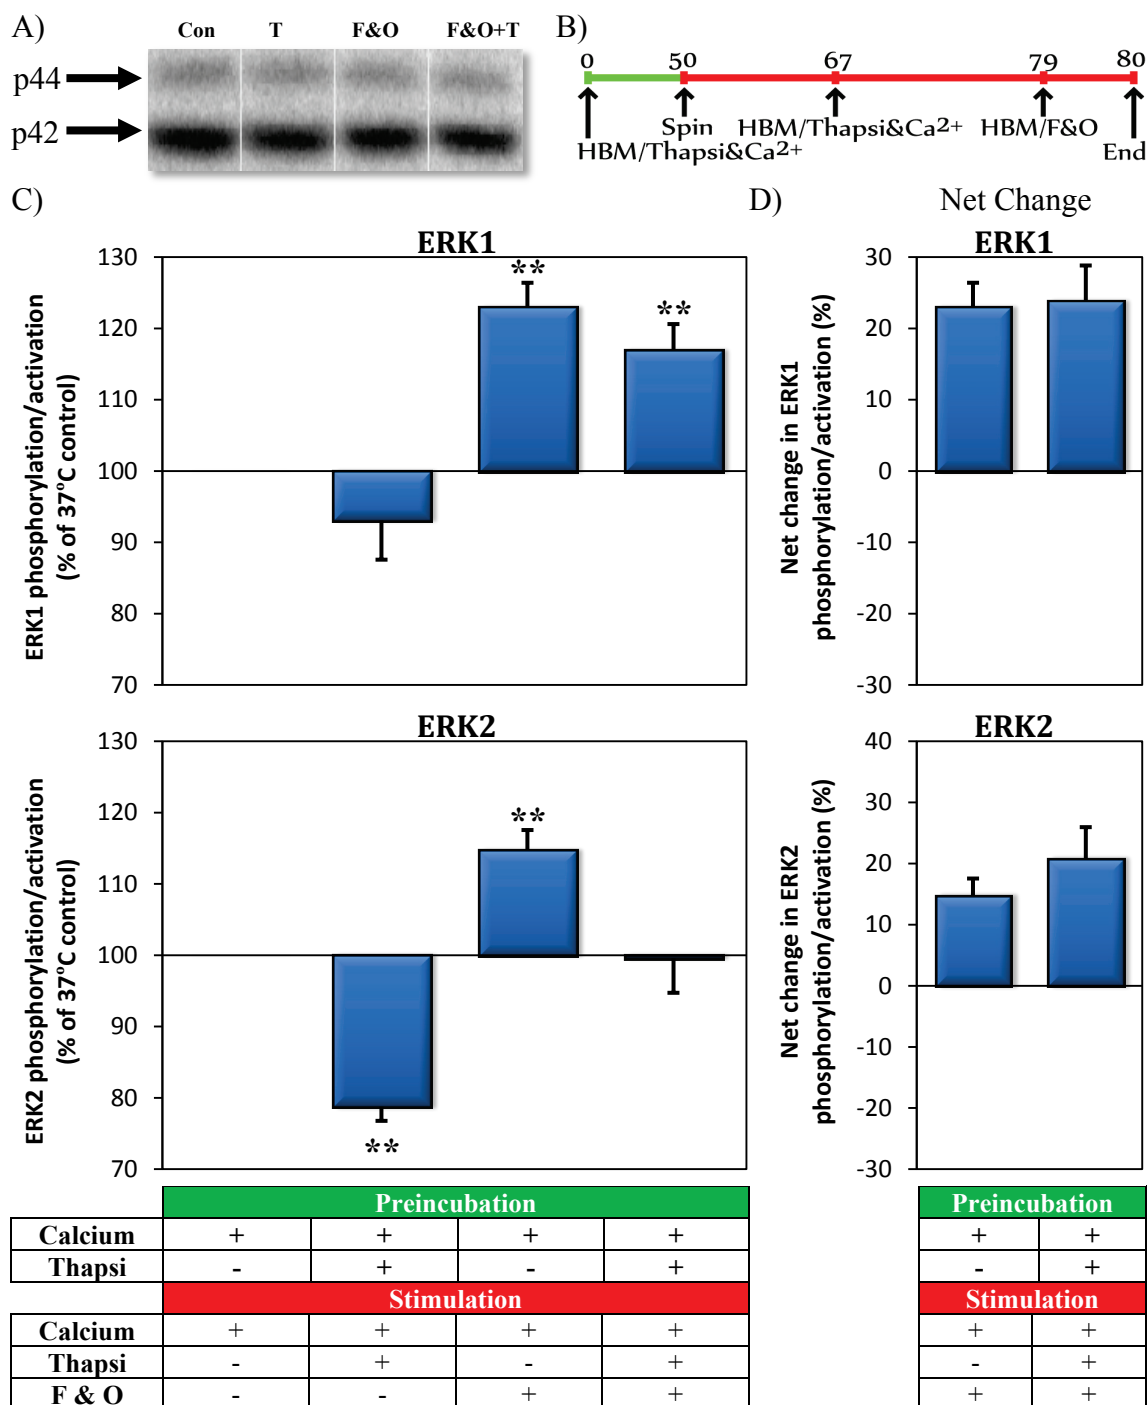 A)
Con T F&O F&O+T
p44
p42
B)
0 50 67 79 80
Spin HBM/Thapsi&Ca²⁺ HBM/F&O
HBM/Thapsi&Ca²⁺ End
C)
ERK1
ERK1 phosphorylation/activation
(% of 37°C control)
130
120
110
100
90
80
70
**
**
D) Net Change
ERK1
Net change in ERK1
phosphorylation/activation (%)
30
20
10
0
-10
-20
-30
ERK2
ERK2 phosphorylation/activation
(% of 37°C control)
130
120
110
100
90
80
70
**
**
ERK2
Net change in ERK2
phosphorylation/activation (%)
40
30
20
10
0
-10
-20
-30
Preincubation
Calcium + + + +
Thapsi - + - +
Stimulation
Calcium + + + +
Thapsi - + - +
F & O - - + +
Preincubation
+ +
- +
Stimulation
+ +
- +
+ +